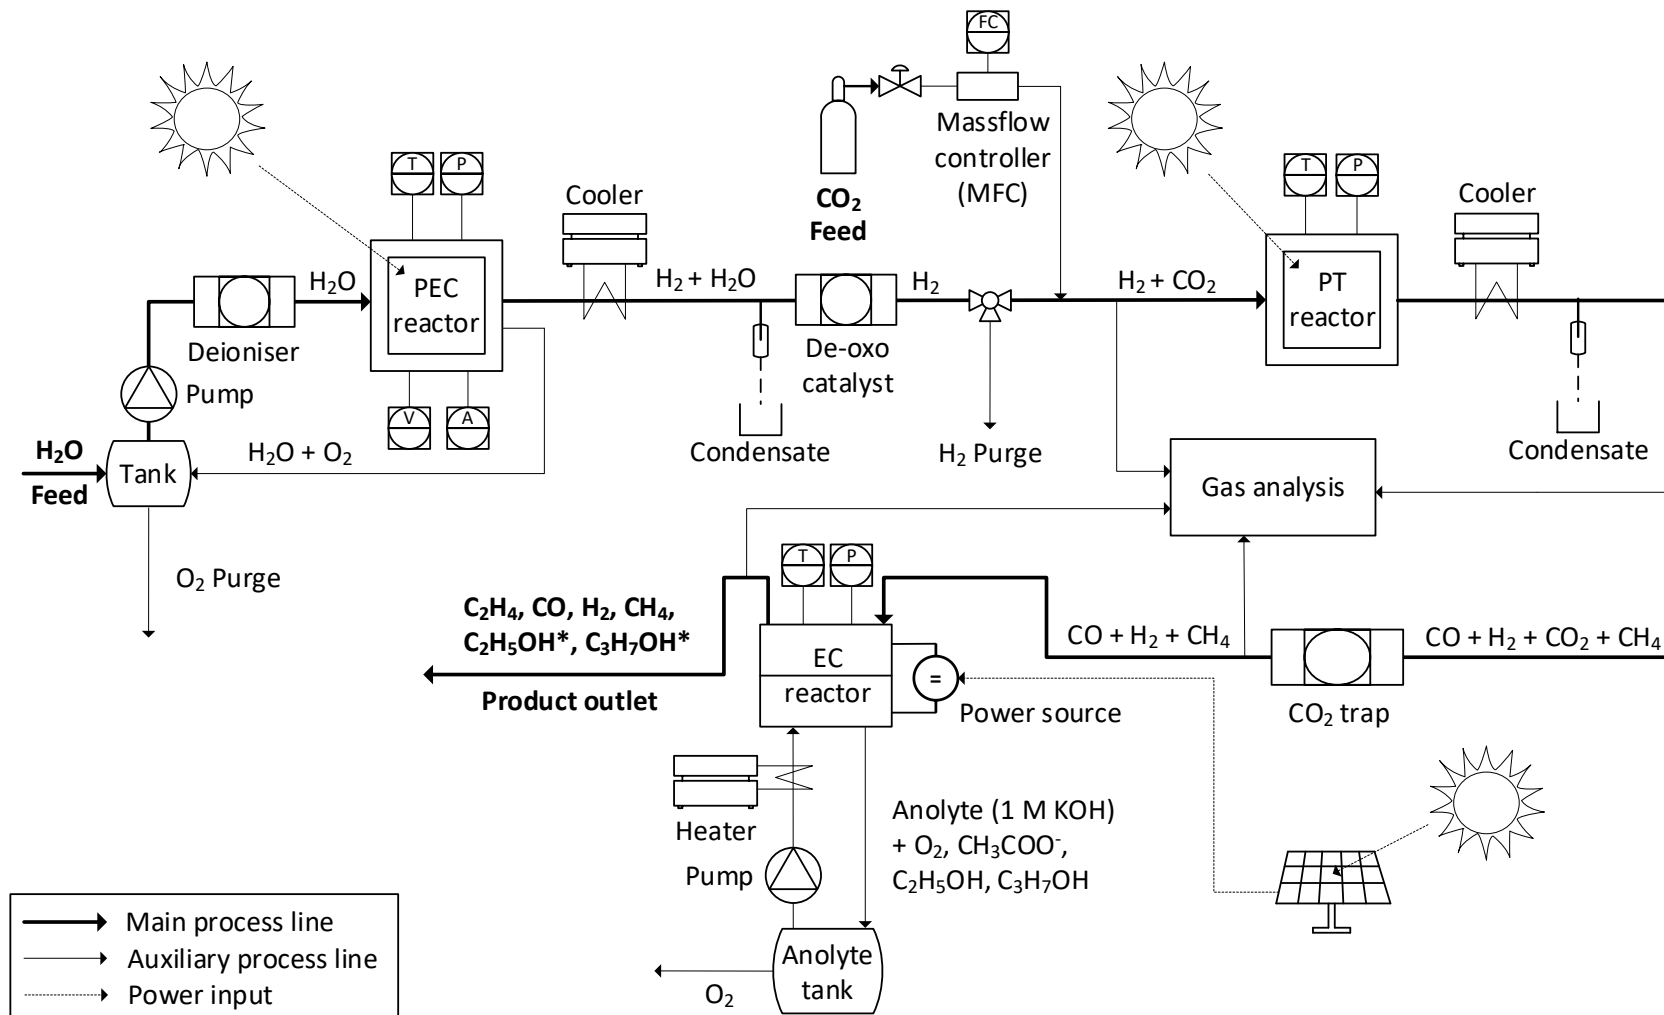 FC
Massflow
controller
(MFC)
CO₂
Feed
T
P
Cooler
T
P
Cooler
H₂O
PEC
reactor
H₂ + H₂O
H₂
H₂ + CO₂
PT
reactor
Deioniser
De-oxo
catalyst
Pump
V
A
H₂O
Feed
Tank
H₂O + O₂
Condensate
H₂ Purge
Condensate
Gas analysis
O₂ Purge
T
P
C₂H₄, CO, H₂, CH₄,
C₂H₅OH*, C₃H₇OH*
Product outlet
EC
reactor
=
Power source
CO + H₂ + CH₄
CO + H₂ + CO₂ + CH₄
CO₂ trap
Heater
Pump
Anolyte (1 M KOH)
+ O₂, CH₃COO⁻,
C₂H₅OH, C₃H₇OH
Anolyte
tank
O₂
Main process line
Auxiliary process line
Power input